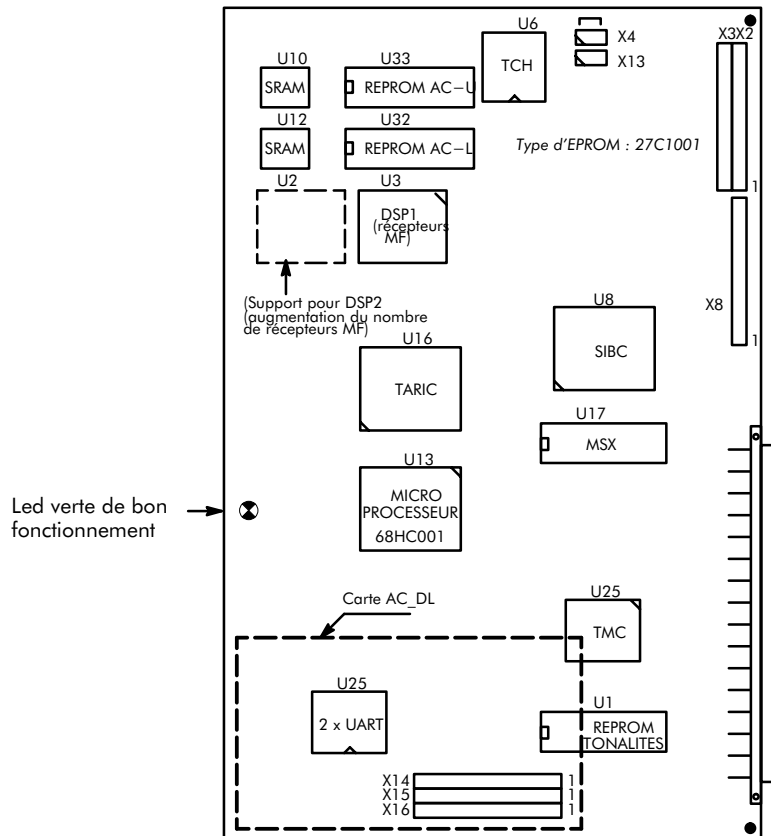 U6
X4
X13
X3X2
TCH
U10
U33
SRAM
REPROM AC-U
U12
U32
SRAM
REPROM AC-L
Type d'EPROM : 27C1001
U2
U3
1
DSP1
(récepteurs
MF)
(Support pour DSP2
(augmentation du nombre
de récepteurs MF)
U8
X8
SIBC
1
U16
TARIC
U17
MSX
U13
MICRO
PROCESSEUR
68HC001
Led verte de bon
fonctionnement
Carte AC_DL
U25
TMC
U25
2 x UART
U1
REPROM
TONALITES
X14 1
X15
X16 1